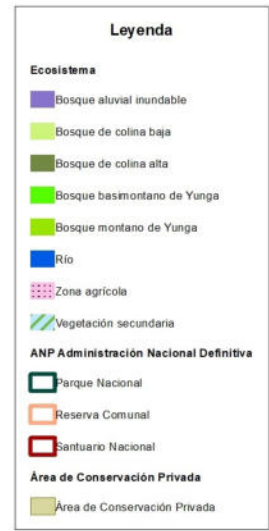 Leyenda
Ecosistema
Bosque aluvial inundable
Bosque de colina baja
Bosque de colina alta
Bosque basimontano de Yunga
Bosque montano de Yunga
Río
Zona agrícola
Vegetación secundaria
ANP Administración Nacional Definitiva
Parque Nacional
Reserva Comunal
Santuario Nacional
Área de Conservación Privada
Área de Conservación Privada